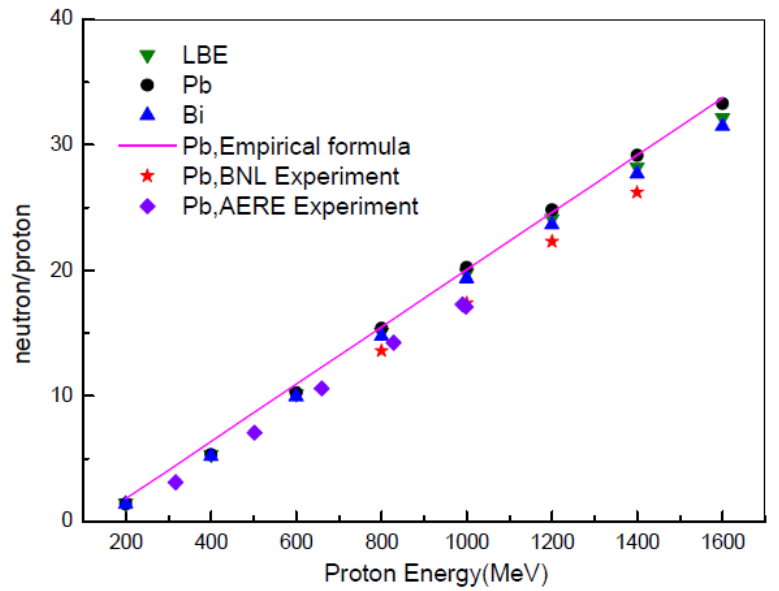 40
30
20
10
0
neutron/proton
LBE
Pb
Bi
Pb,Empirical formula
Pb,BNL Experiment
Pb,AERE Experiment
200 400 600 800 1000 1200 1400 1600
Proton Energy(MeV)